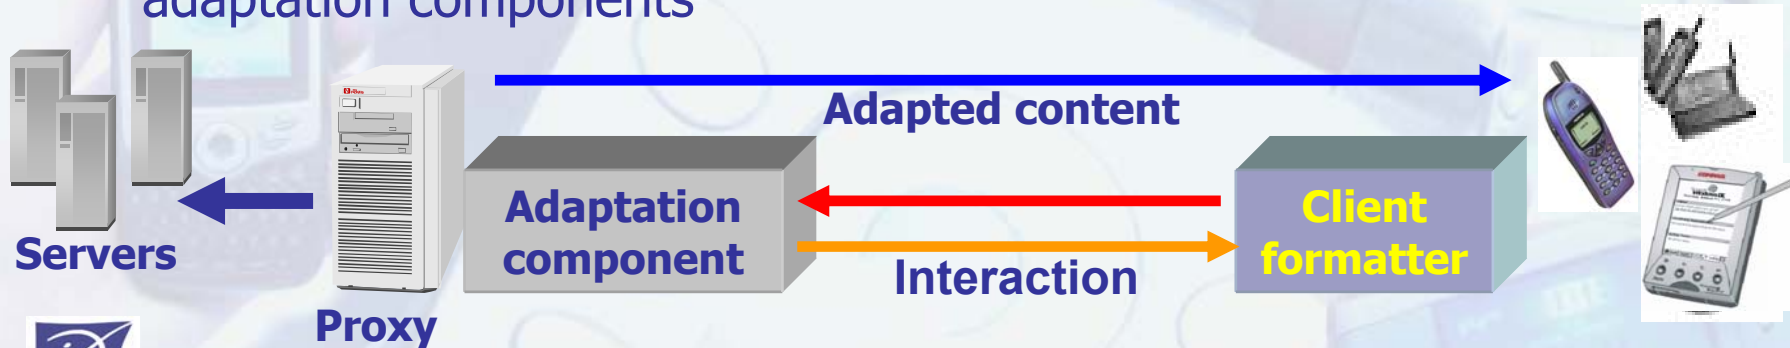 adaptation components
Adapted content
Adaptation
component
Client
formatter
Interaction
Servers
Proxy